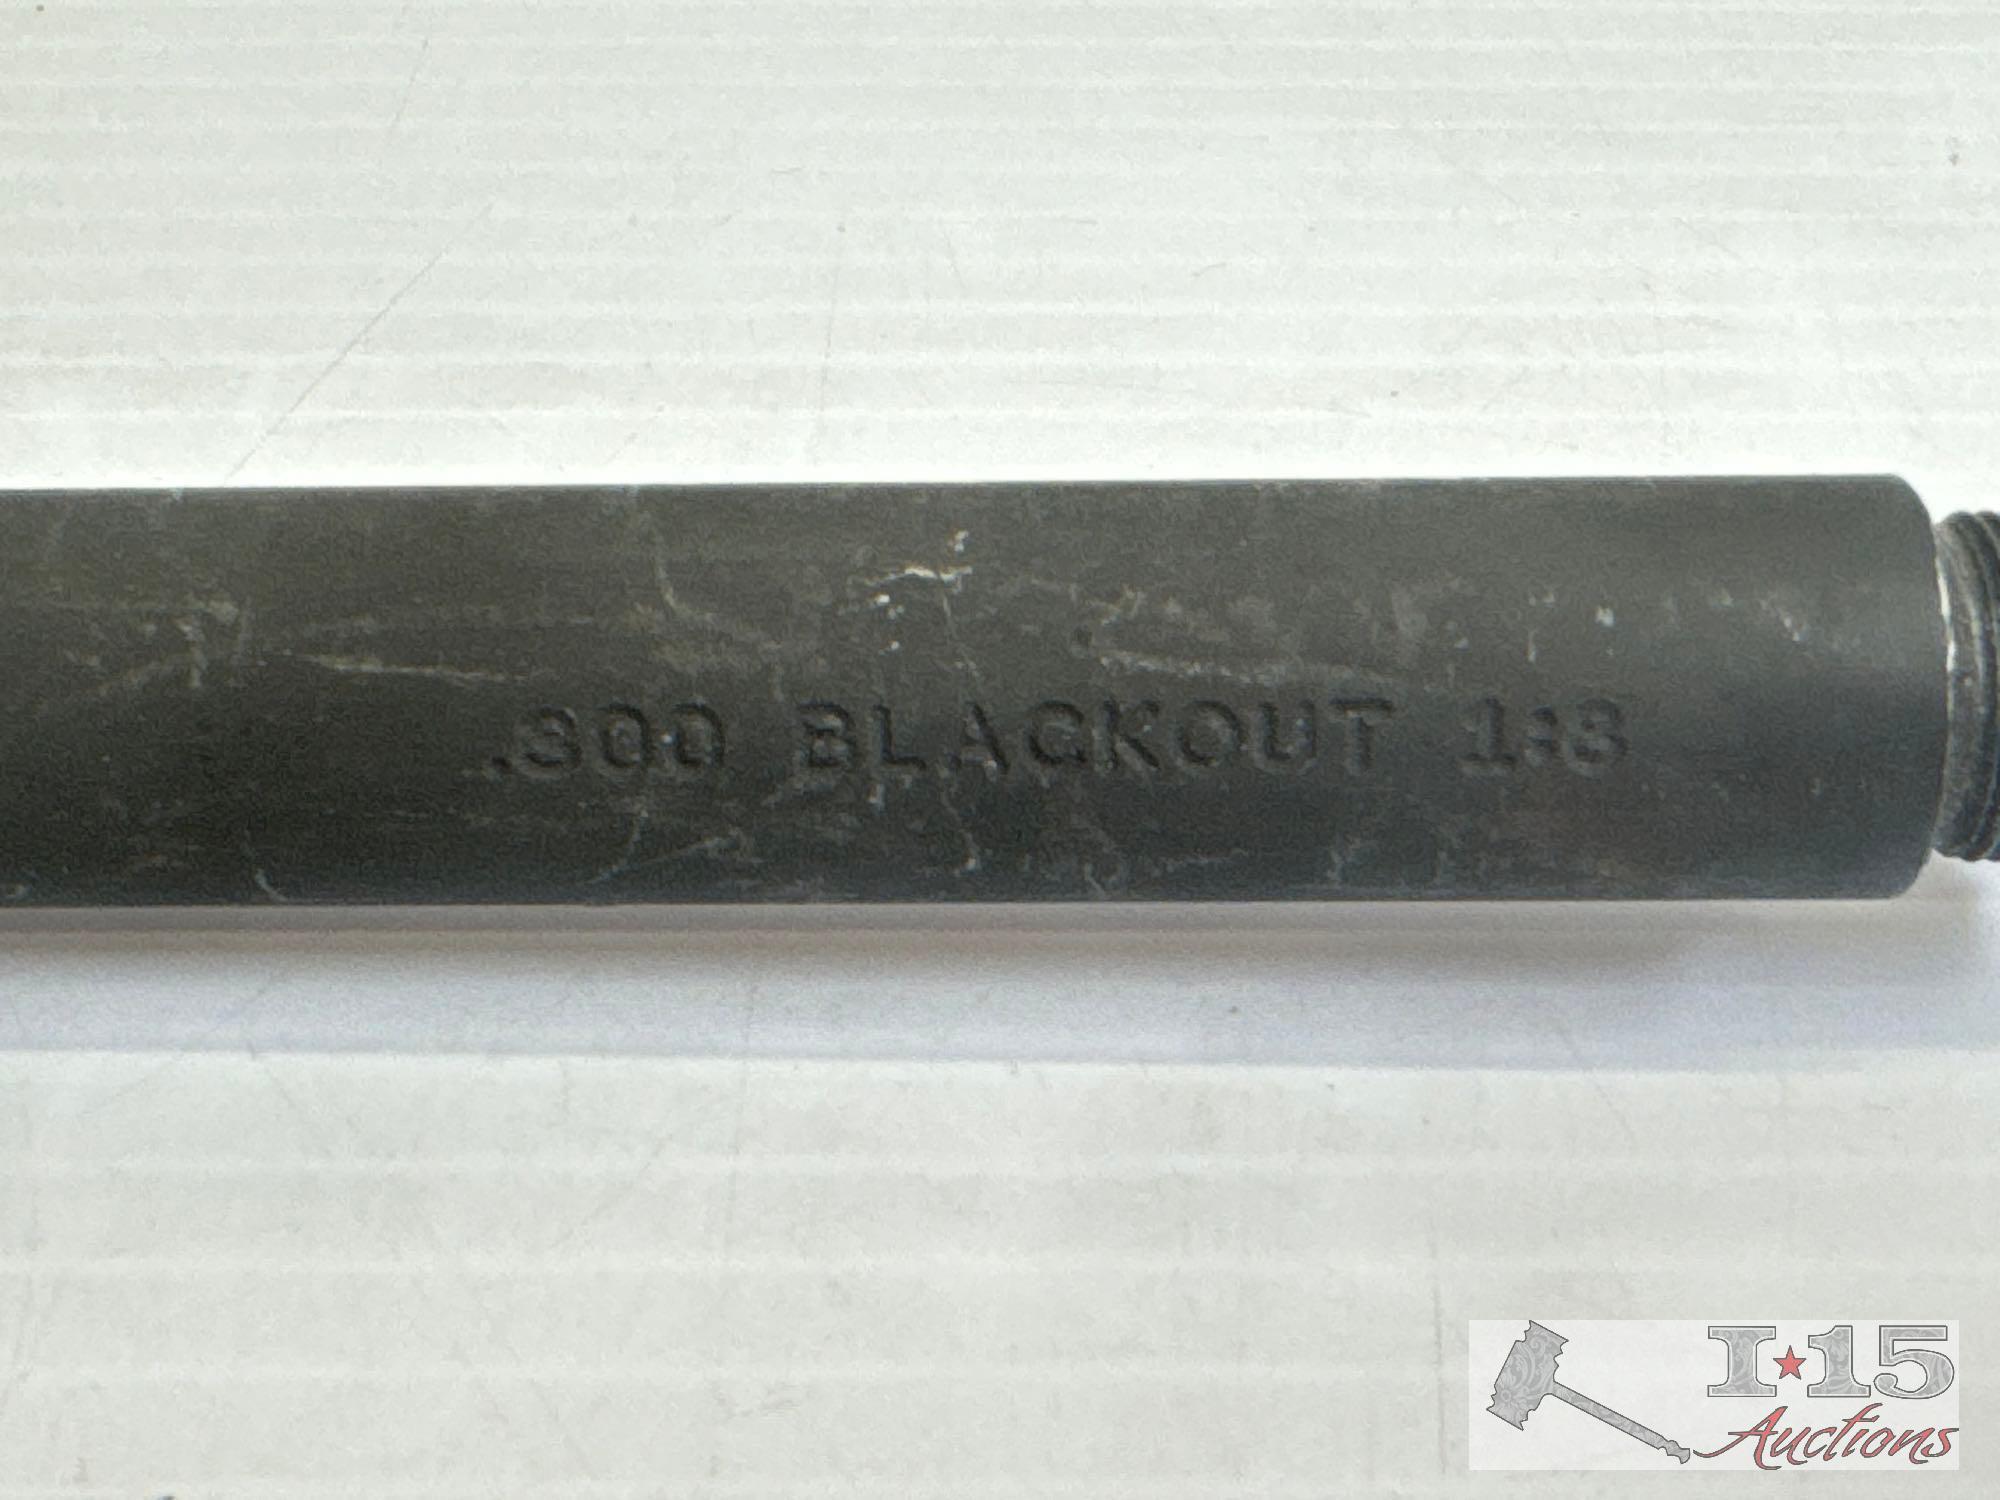 .300 BLACKOUT 1:8
I★15
Auctions